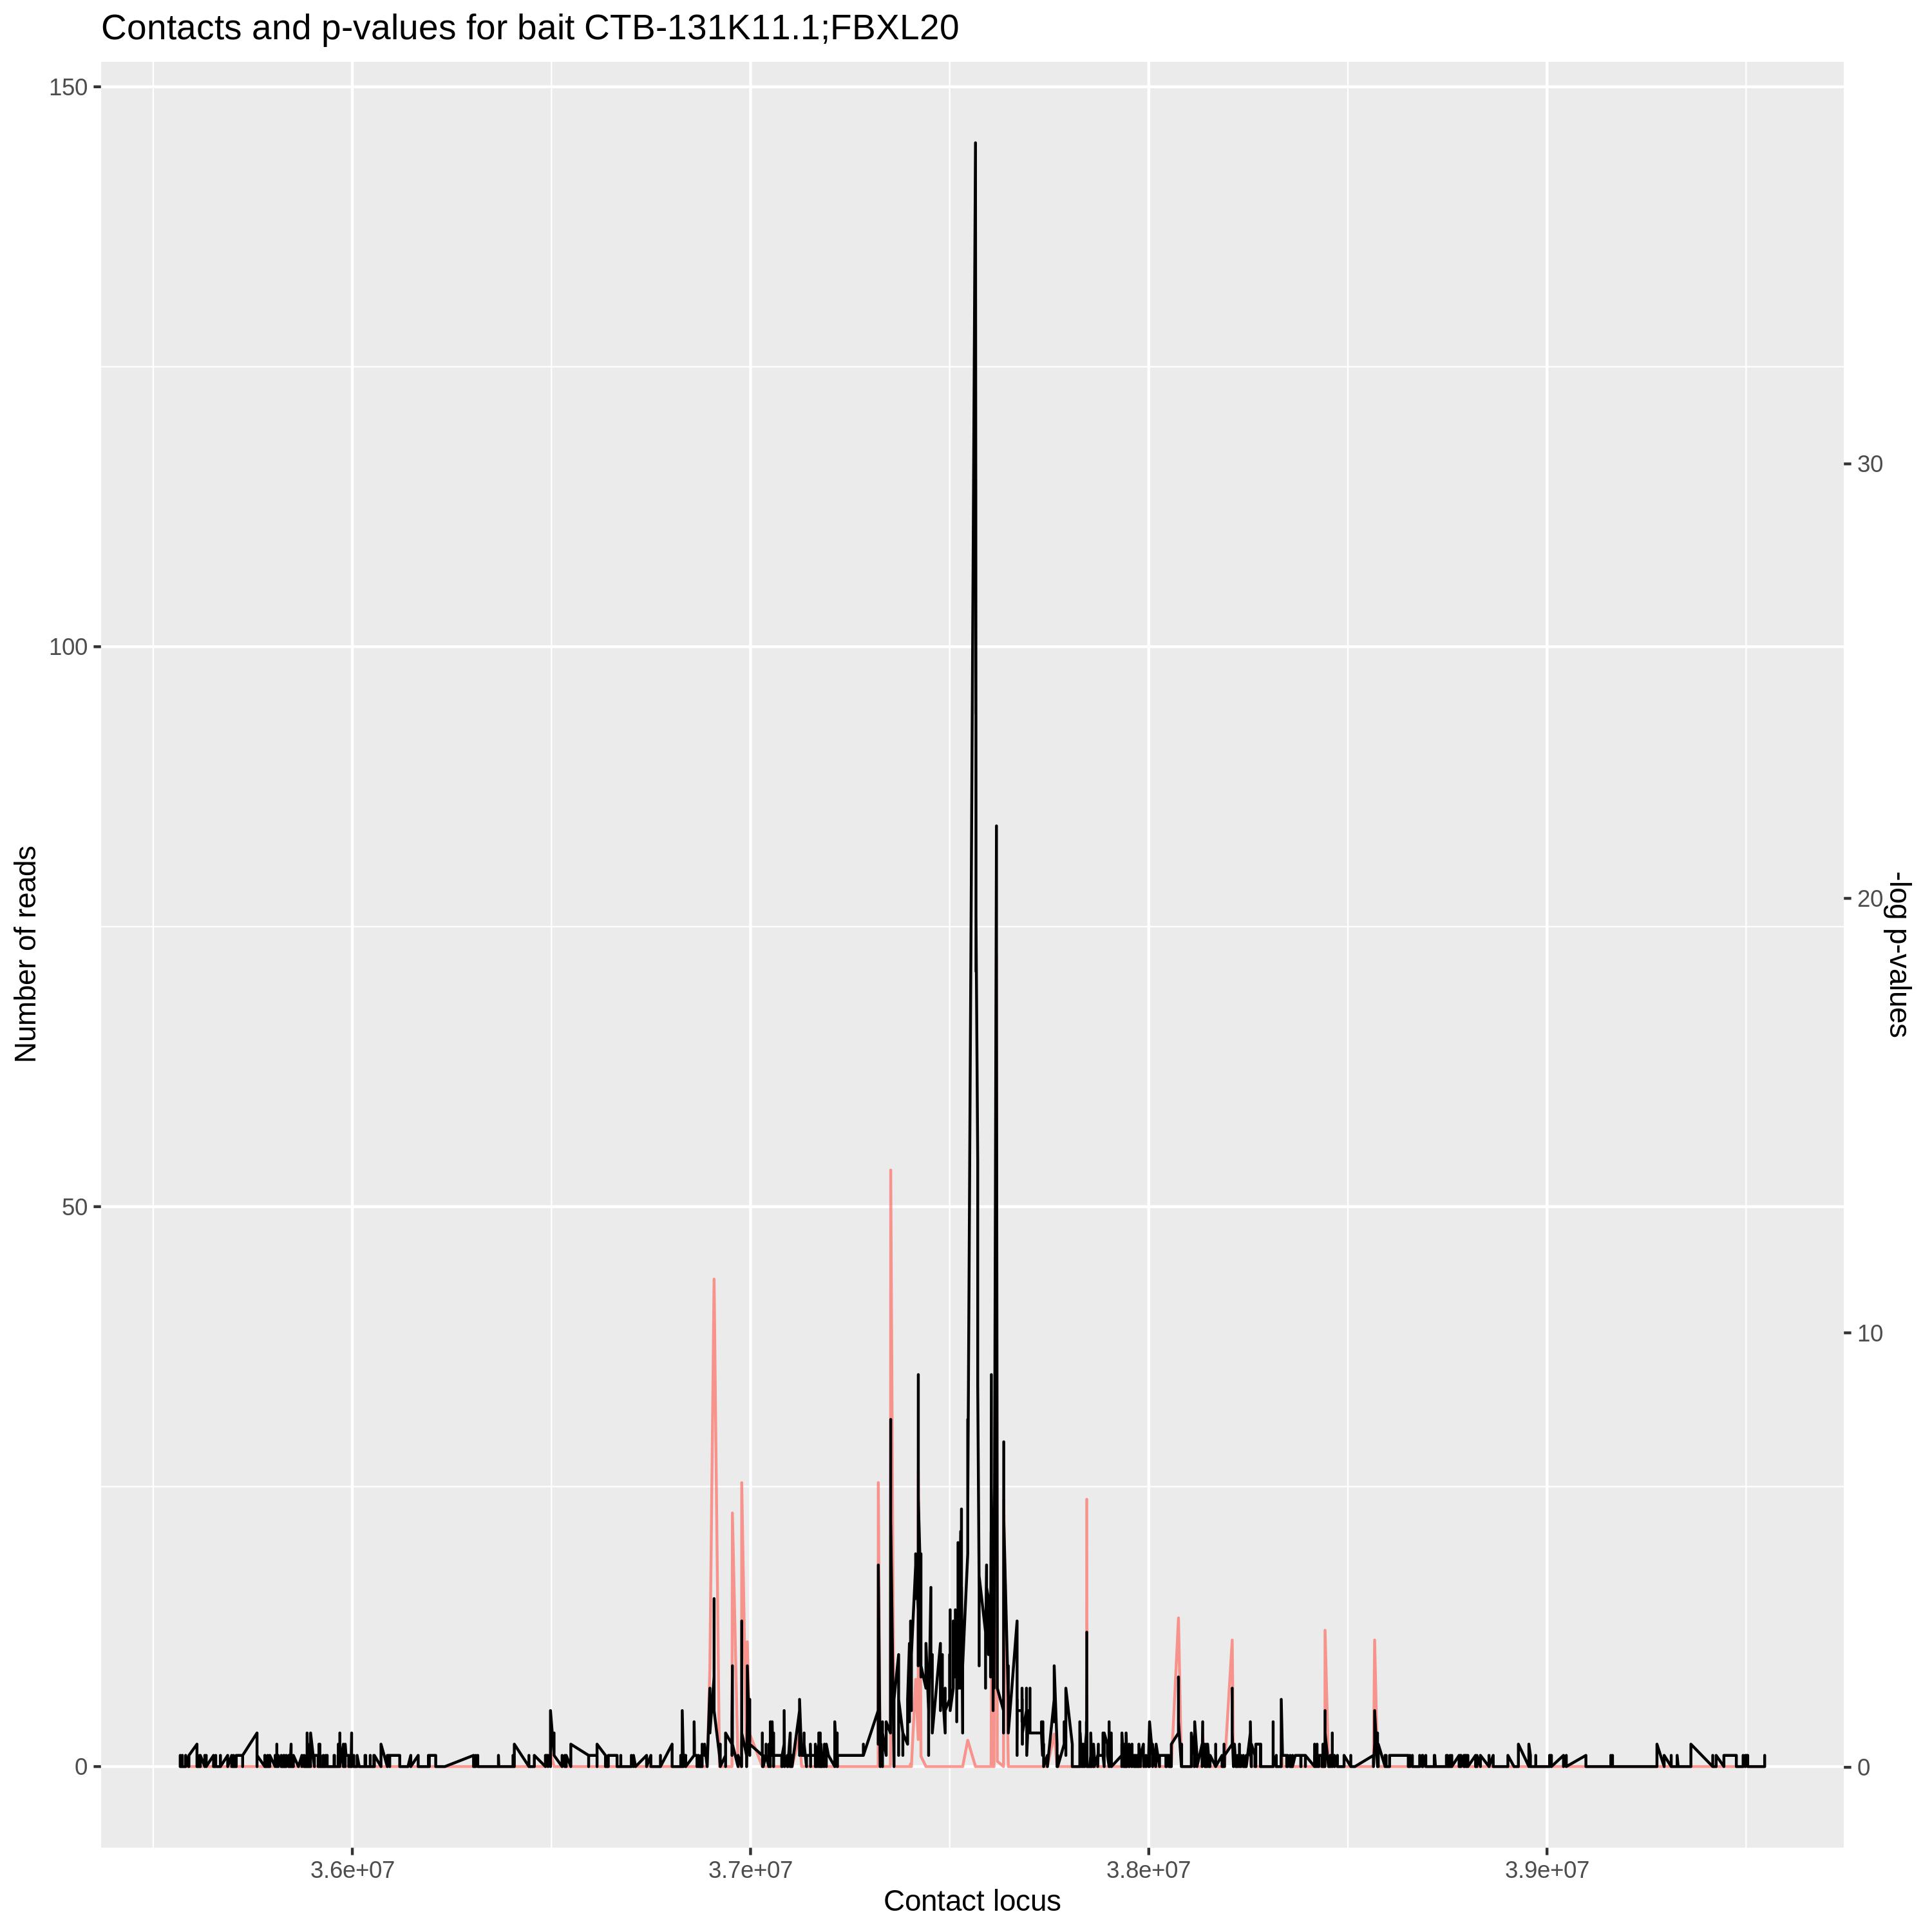 Contacts and p-values for bait CTB-131K11.1;FBXL20
150
100
50
0
Number of reads
30
20
10
0
-log p-values
3.6e+07
3.7e+07
3.8e+07
3.9e+07
Contact locus